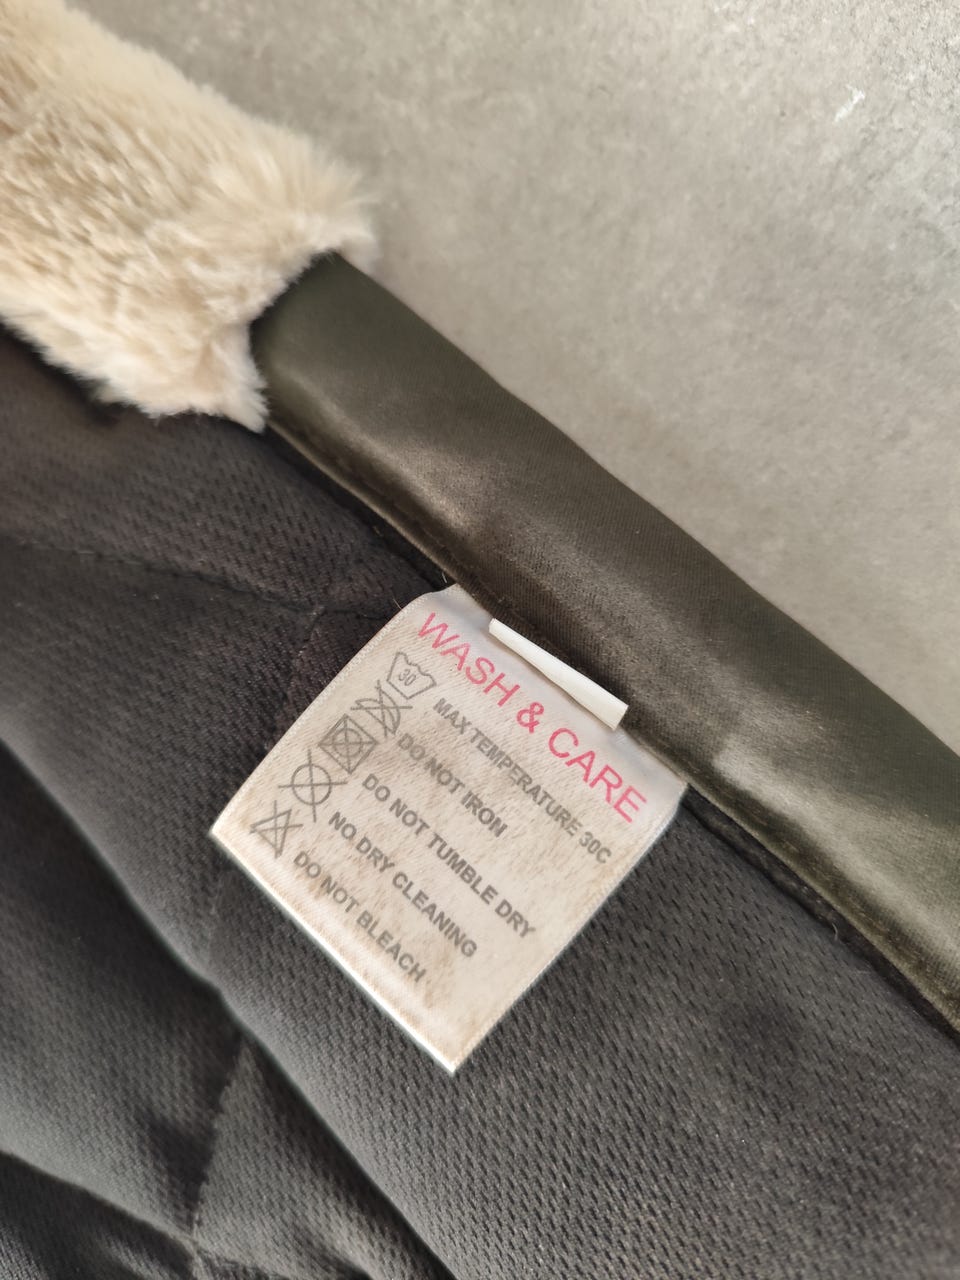 WASH & CARE
30
MAX TEMPERATURE 30C
DO NOT IRON
DO NOT TUMBLE DRY
NO DRY CLEANING
DO NOT BLEACH